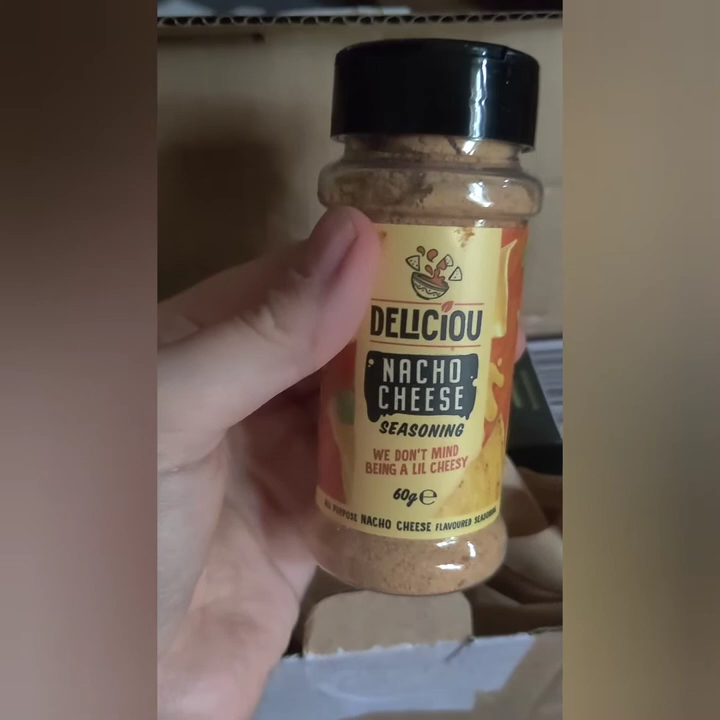 DELICIOU
NACHO
CHEESE
SEASONING
WE DON'T MIND
BEING A LIL CHEESY
60g℮
ALL PURPOSE NACHO CHEESE FLAVOURED SEASONING